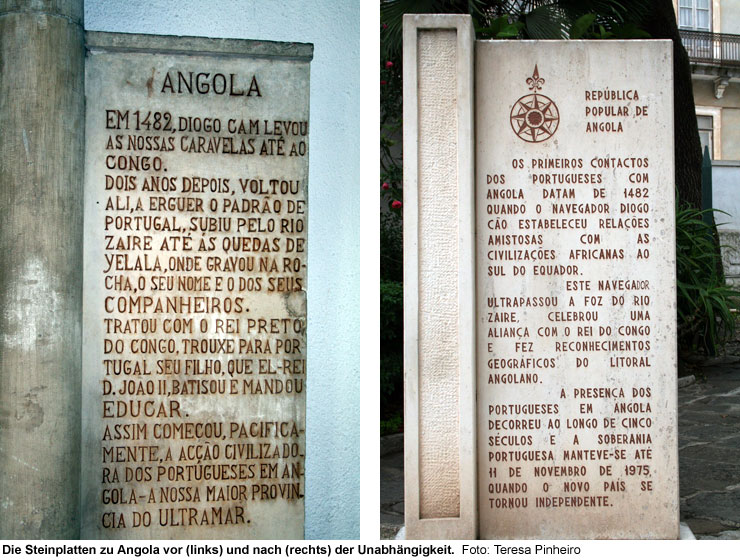 ANGOLA
EM 1482, DIOGO CAM LEVOU
AS NOSSAS CARAVELAS ATÉ AO
CONGO.
DOIS ANOS DEPOIS, VOLTOU
ALI, A ERGUER O PADRÃO DE
PORTUGAL, SUBIU PELO RIO
ZAIRE ATÉ ÀS QUEDAS DE
YELALA, ONDE GRAVOU NA RO-
CHA, O SEU NOME E O DOS SEUS
COMPANHEIROS.
TRATOU COM O REI PRETO
DO CONGO, TROUXE PARA POR
TUGAL SEU FILHO, QUE EL-REI
D. JOAO II, BATISOU E MANDOU
EDUCAR.
ASSIM COMEÇOU, PACIFICA-
MENTE, A ACÇÃO CIVILIZADO-
RA DOS PORTUGUESES EM AN-
GOLA-A NOSSA MAIOR PROVIN-
CIA DO ULTRAMAR.
REPÚBLICA
POPULAR DE
ANGOLA
OS PRIMEIROS CONTACTOS
DOS PORTUGUESES COM
ANGOLA DATAM DE 1482
QUANDO O NAVEGADOR DIOGO
CÃO ESTABELECEU RELAÇÕES
AMISTOSAS COM AS
CIVILIZAÇÕES AFRICANAS AO
SUL DO EQUADOR.
ESTE NAVEGADOR
ULTRAPASSOU A FOZ DO RIO
ZAIRE, CELEBROU UMA
ALIANÇA COM O REI DO CONGO
E FEZ RECONHECIMENTOS
GEOGRÁFICOS DO LITORAL
ANGOLANO.
A PRESENÇA DOS
PORTUGUESES EM ANGOLA
DECORREU AO LONGO DE CINCO
SÉCULOS E A SOBERANIA
PORTUGUESA MANTEVE-SE ATÉ
11 DE NOVEMBRO DE 1975,
QUANDO O NOVO PAÍS SE
TORNOU INDEPENDENTE.
Die Steinplatten zu Angola vor (links) und nach (rechts) der Unabhängigkeit. Foto: Teresa Pinheiro